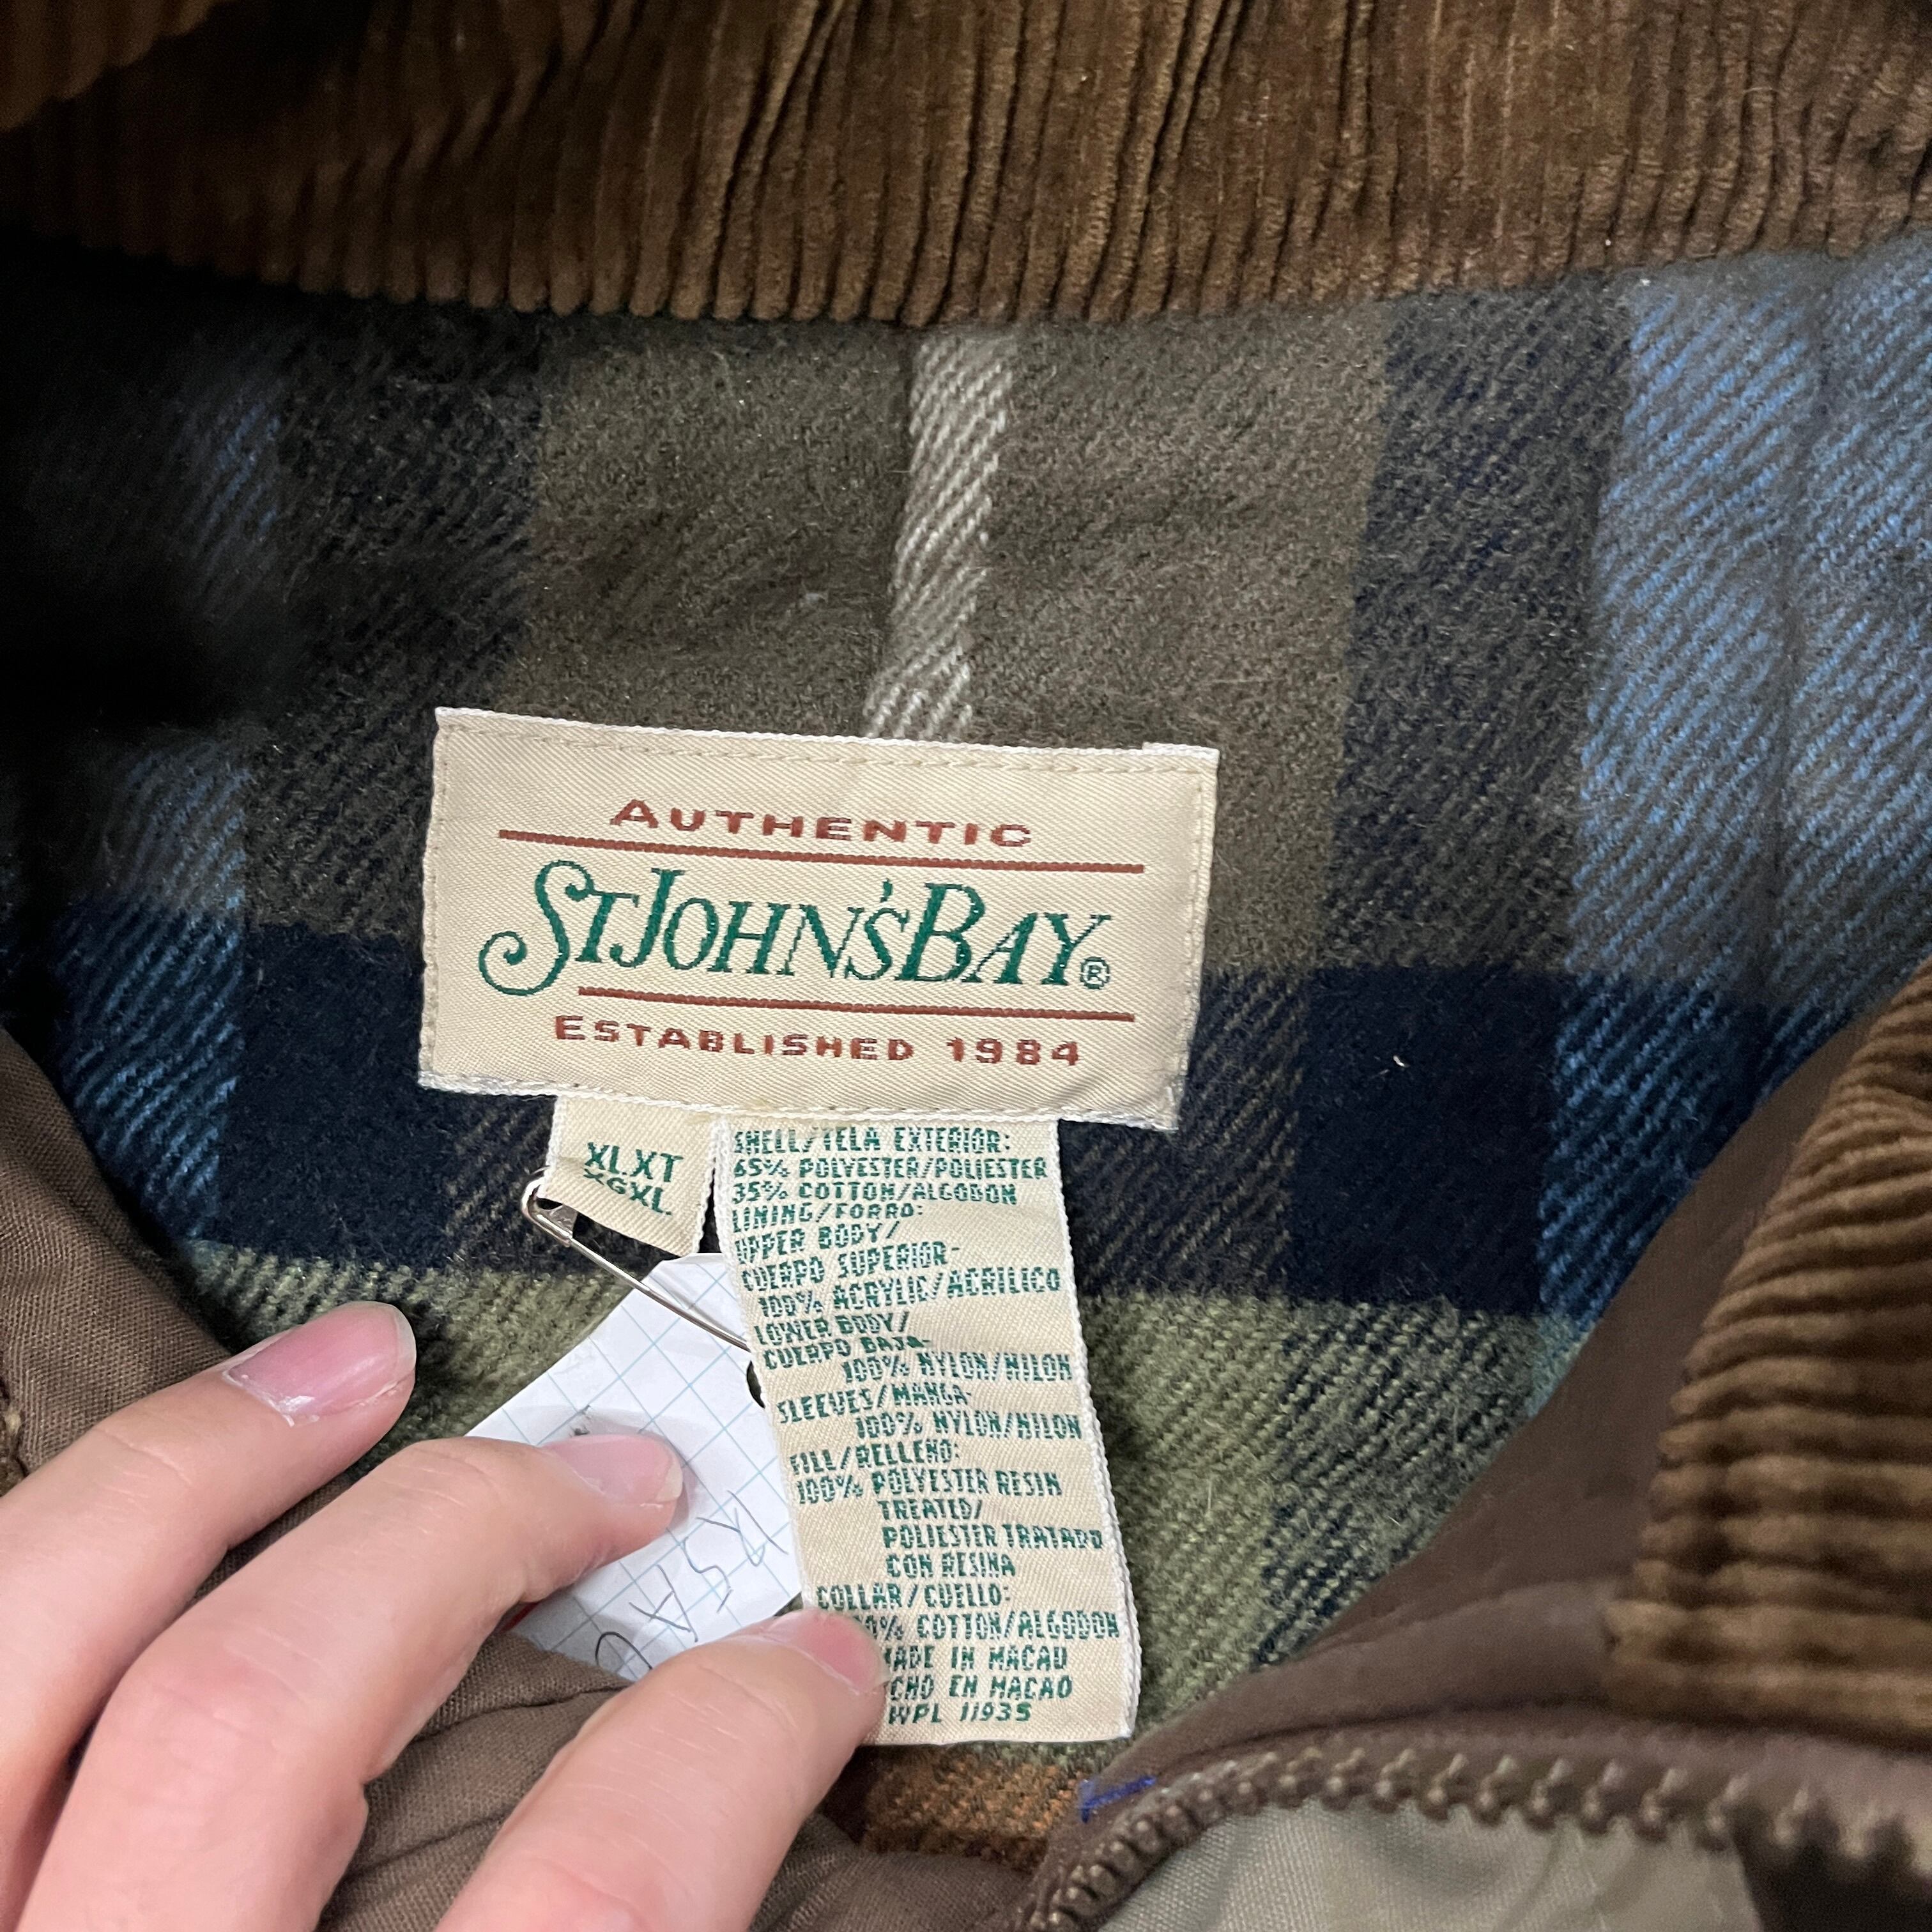 AUTHENTIC
ST JOHN'S BAY®
ESTABLISHED 1984
XLXT
XGXL
SHELL/TELA EXTERIOR:
65% POLYESTER/POLIESTER
35% COTTON/ALGODON
LINING/FORRO:
UPPER BODY/
CUERPO SUPERIOR-
100% ACRYLIC/ACRILICO
LOWER BODY/
CUERPO BAJA-
100% NYLON/NILON
SLEEVES/MANGA-
100% NYLON/NILON
FILL/RELLENO:
100% POLYESTER RESIN
TREATED/
POLIESTER TRATADO
CON RESINA
COLLAR/CUELLO:
% COTTON/ALGODON
MADE IN MACAU
CHO EN MACAO
WPL 11935